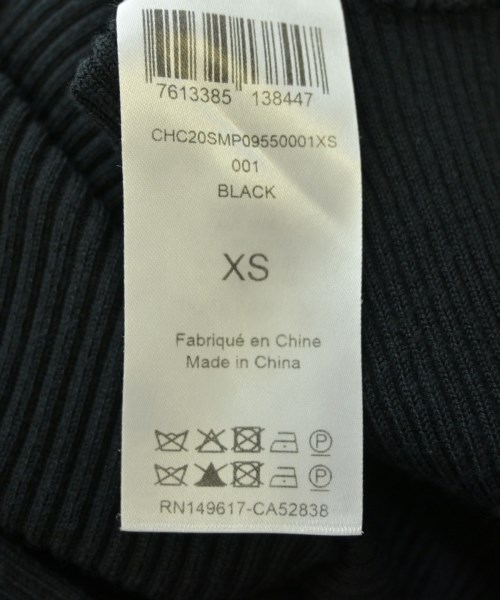 7613385 138447
CHC20SMP09550001XS
001
BLACK
XS
Fabriqué en Chine
Made in China
P
P
RN149617-CA52838